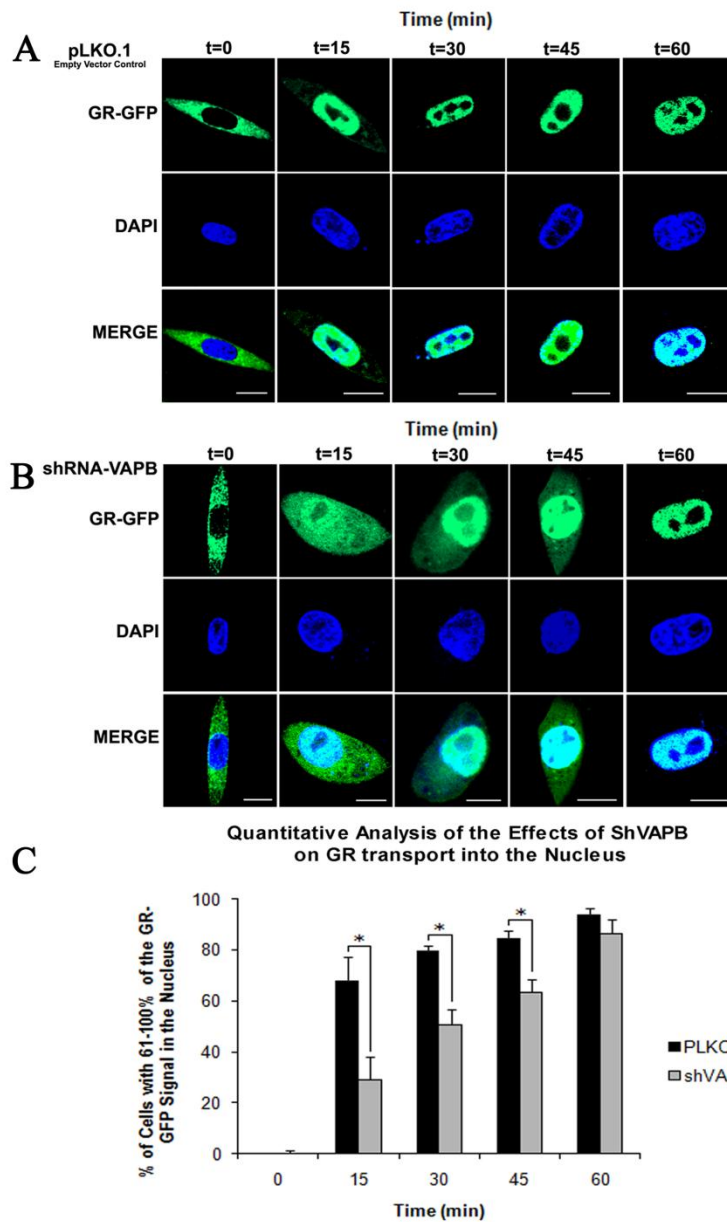 Time (min)
A
pLKO.1
Empty Vector Control
t=0 t=15 t=30 t=45 t=60
GR-GFP
DAPI
MERGE
Time (min)
B
shRNA-VAPB
t=0 t=15 t=30 t=45 t=60
GR-GFP
DAPI
MERGE
C
Quantitative Analysis of the Effects of ShVAPB
on GR transport into the Nucleus
% of Cells with 61-100% of the GR-
GFP Signal in the Nucleus
100
80
60
40
20
0
* * *
0 15 30 45 60
Time (min)
PLKO
shVA